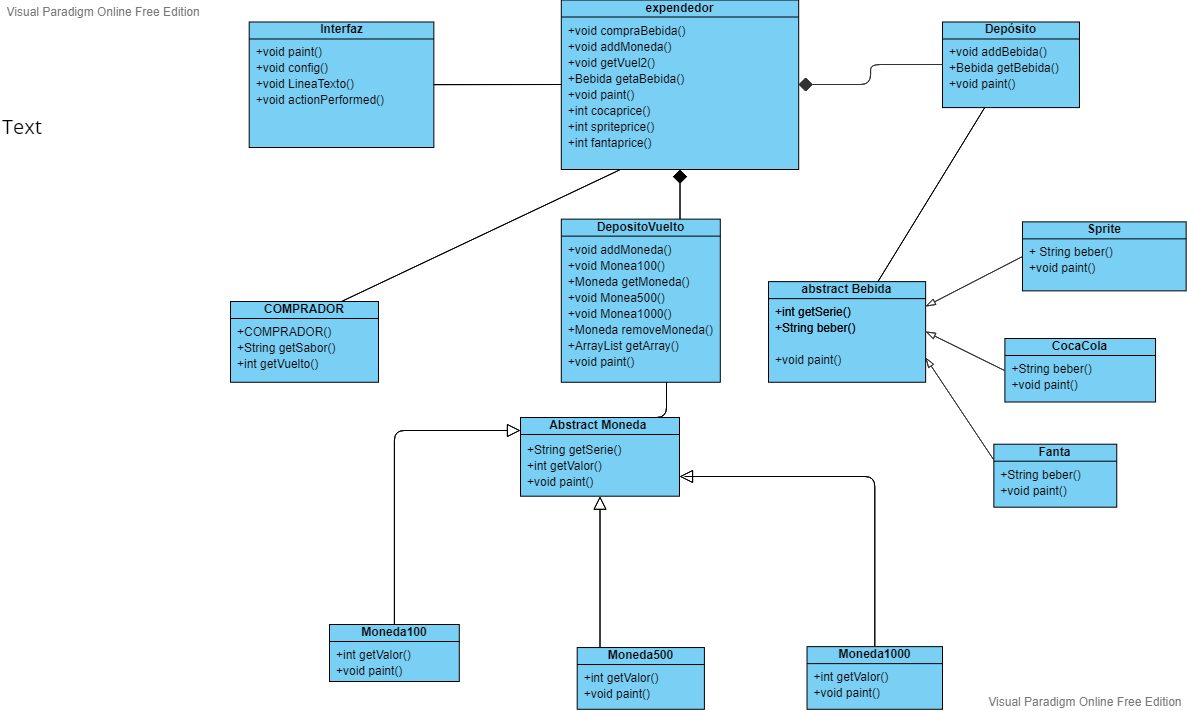 Visual Paradigm Online Free Edition
Text
Interfaz
+void paint()
+void config()
+void LineaTexto()
+void actionPerformed()
expendedor
+void compraBebida()
+void addMoneda()
+void getVuel2()
+Bebida getaBebida()
+void paint()
+int cocaprice()
+int spriteprice()
+int fantaprice()
Depósito
+void addBebida()
+Bebida getBebida()
+void paint()
COMPRADOR
+COMPRADOR()
+String getSabor()
+int getVuelto()
DepositoVuelto
+void addMoneda()
+void Monea100()
+Moneda getMoneda()
+void Monea500()
+void Monea1000()
+Moneda removeMoneda()
+ArrayList getArray()
+void paint()
abstract Bebida
+int getSerie()
+String beber()
+void paint()
Sprite
+ String beber()
+void paint()
CocaCola
+String beber()
+void paint()
Fanta
+String beber()
+void paint()
Abstract Moneda
+String getSerie()
+int getValor()
+void paint()
Moneda100
+int getValor()
+void paint()
Moneda500
+int getValor()
+void paint()
Moneda1000
+int getValor()
+void paint()
Visual Paradigm Online Free Edition